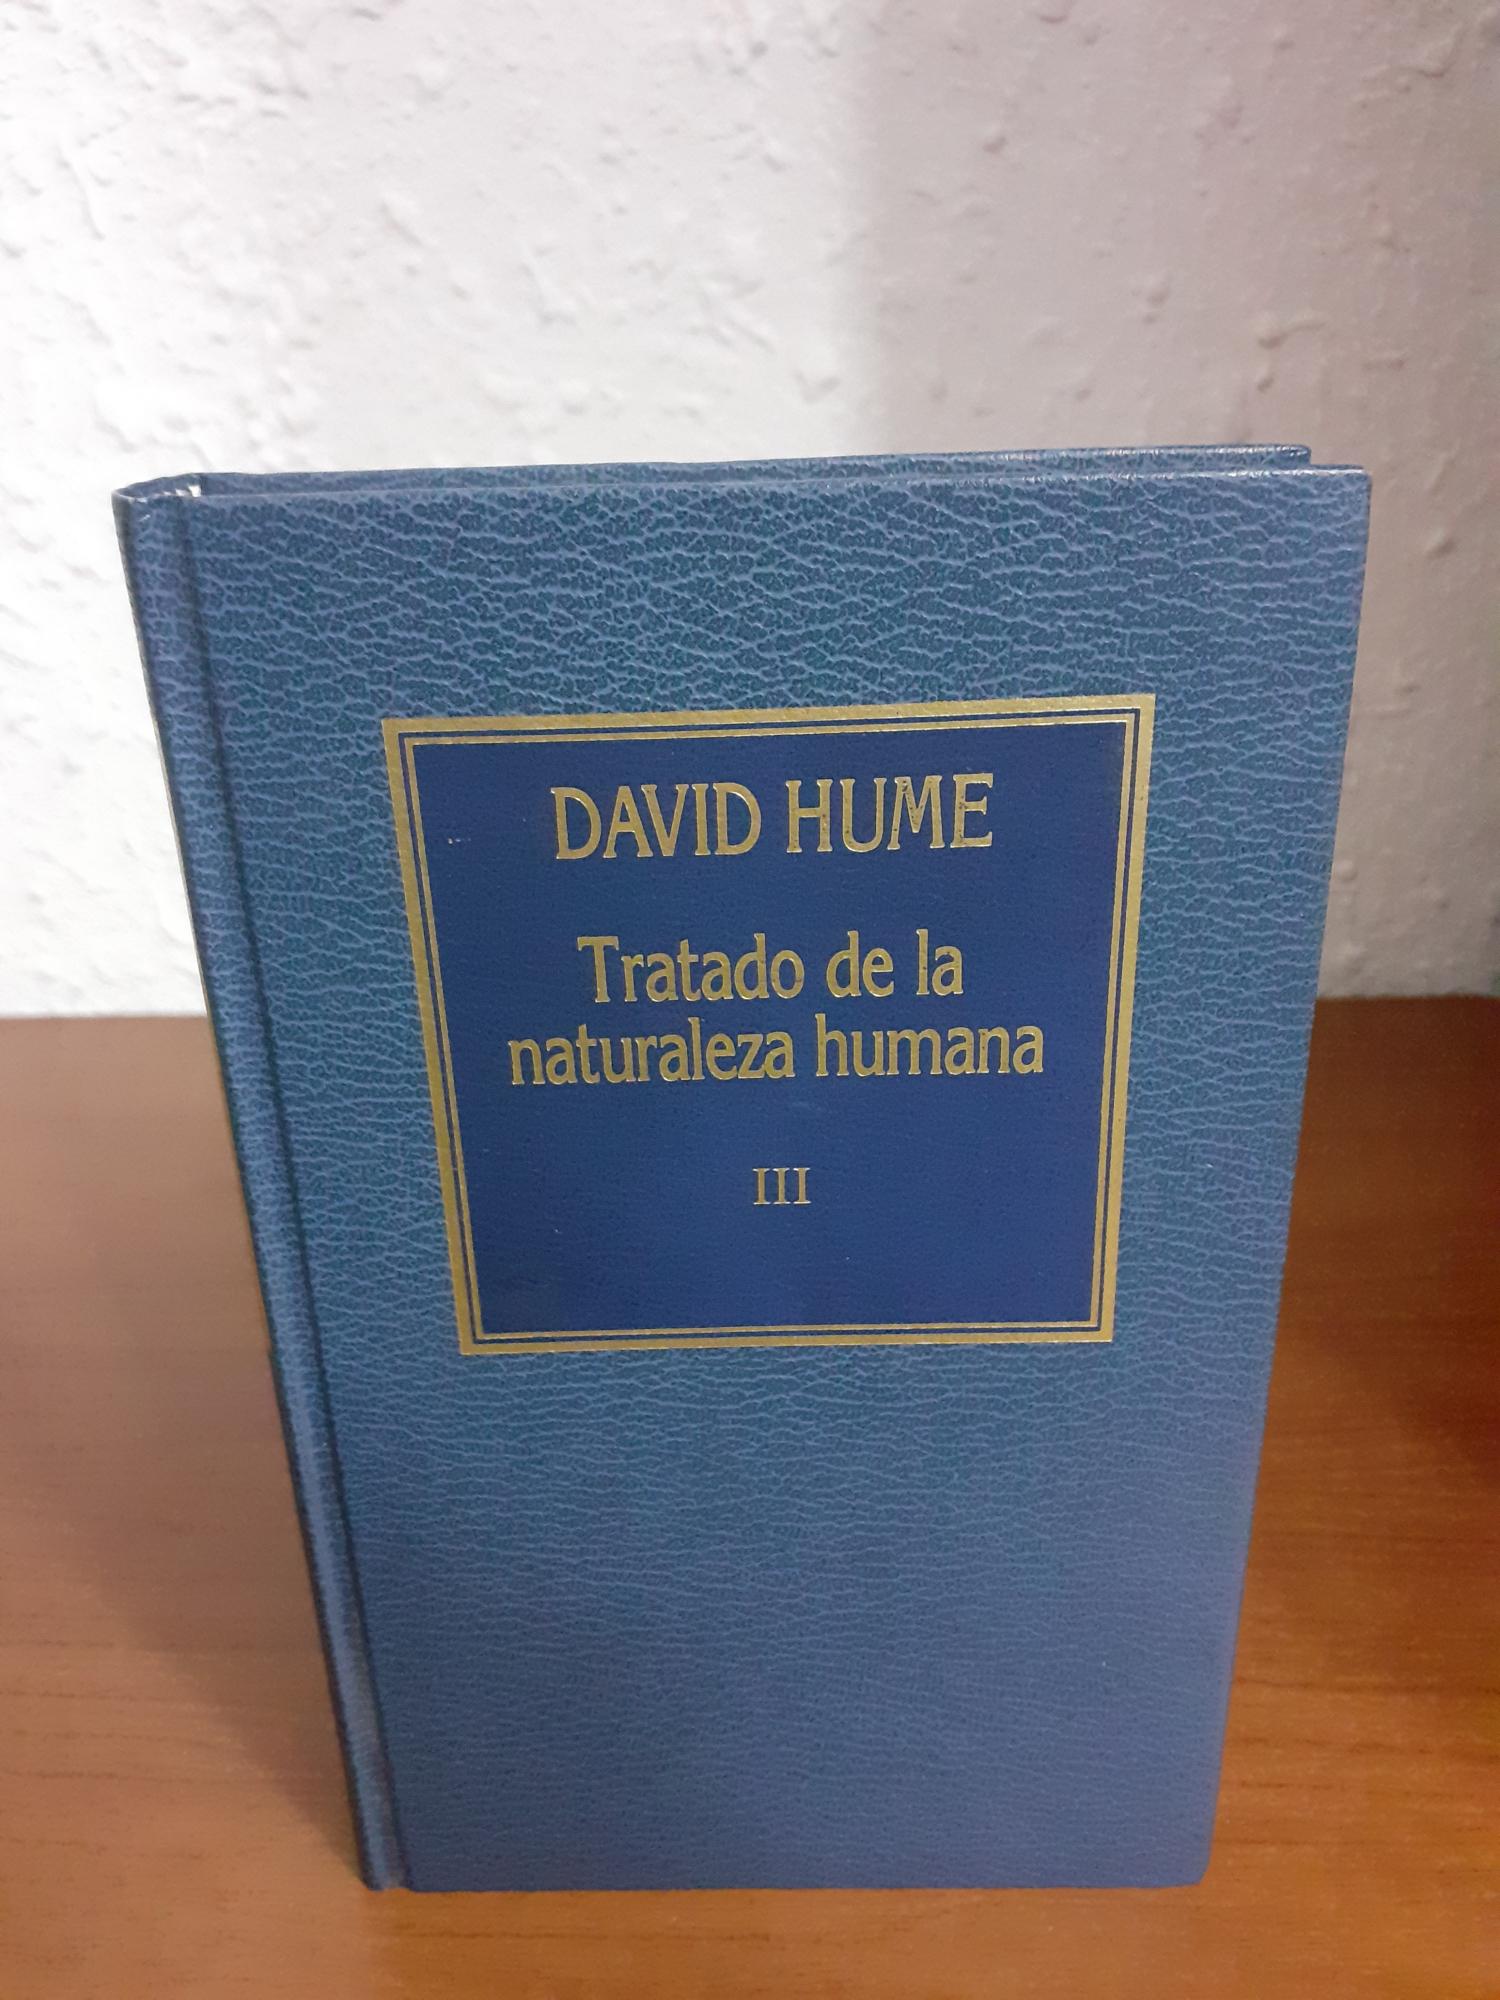 DAVID HUME
Tratado de la
naturaleza humana
III